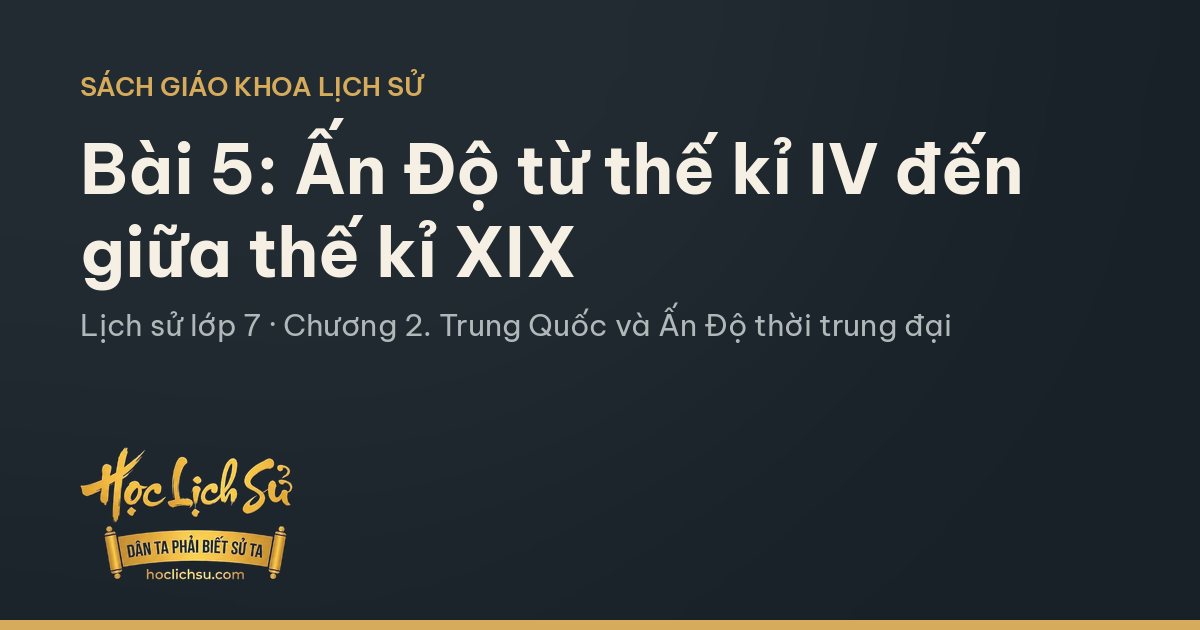 SÁCH GIÁO KHOA LỊCH SỬ
Bài 5: Ấn Độ từ thế kỉ IV đến
giữa thế kỉ XIX
Lịch sử lớp 7 · Chương 2. Trung Quốc và Ấn Độ thời trung đại
Học Lịch Sử
DÂN TA PHẢI BIẾT SỬ TA
hoclichsu.com